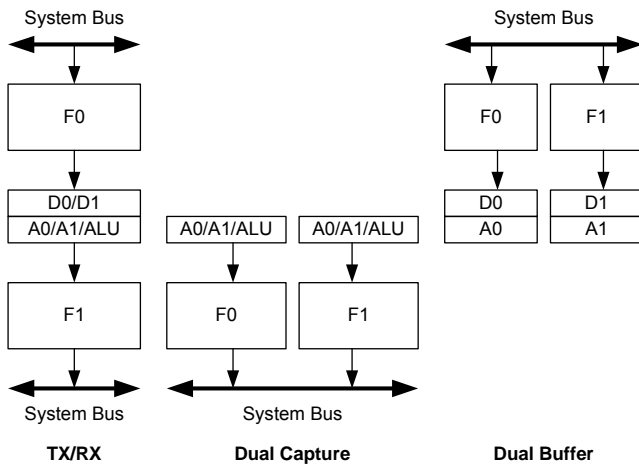 System Bus
System Bus
F0
F0
F1
D0/D1
D0
D1
A0/A1/ALU
A0/A1/ALU
A0/A1/ALU
A0
A1
F1
F0
F1
System Bus
System Bus
TX/RX
Dual Capture
Dual Buffer